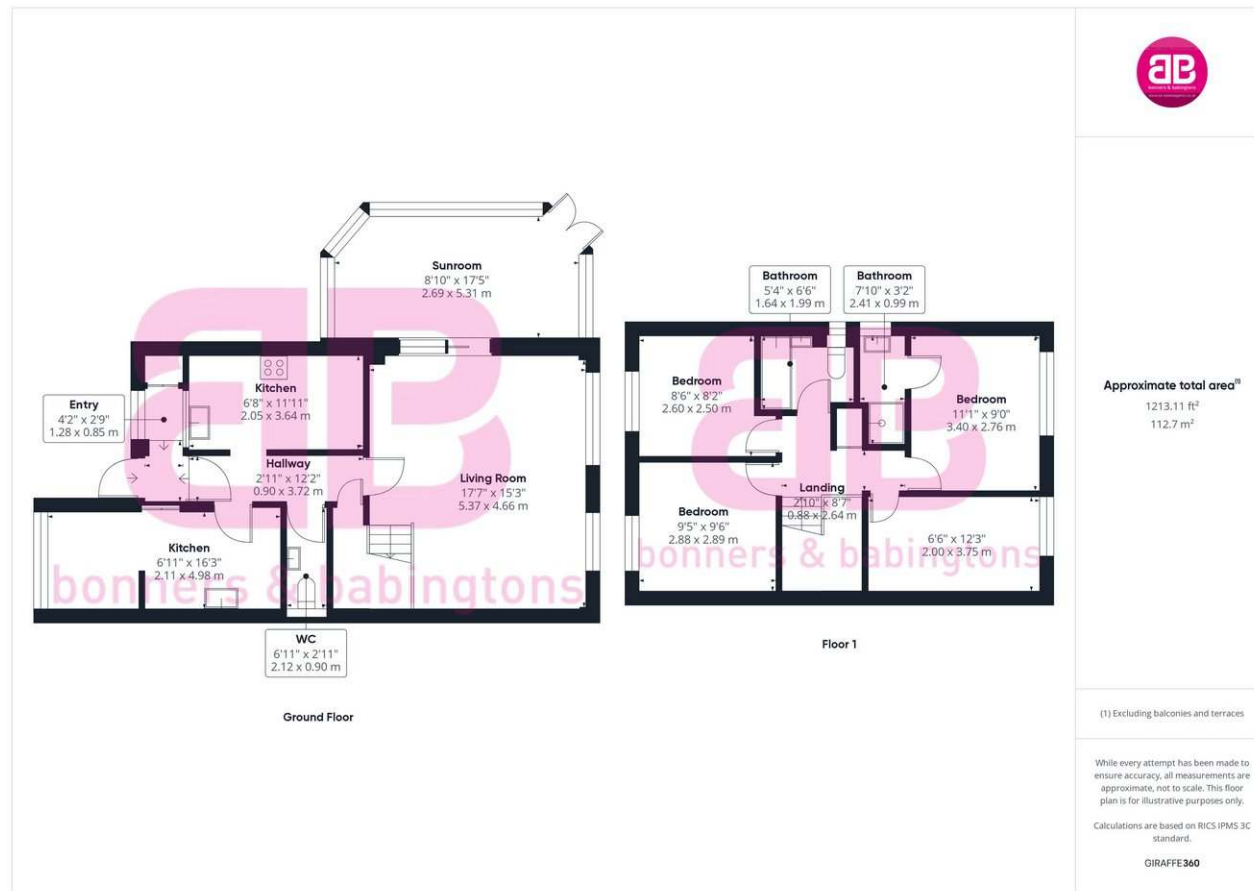 Sunroom
8'10" x 17'5"
2.69 x 5.31 m
Kitchen
6'8" x 11'11"
2.05 x 3.64 m
Entry
4'2" x 2'9"
1.28 x 0.85 m
Hallway
2'11" x 12'2"
0.90 x 3.72 m
Living Room
17'7" x 15'3"
5.37 x 4.66 m
Kitchen
6'11" x 16'3"
2.11 x 4.98 m
WC
6'11" x 2'11"
2.12 x 0.90 m
Ground Floor
bonners & babingtons
Bathroom
5'4" x 6'6"
1.64 x 1.99 m
Bathroom
7'10" x 3'2"
2.41 x 0.99 m
Bedroom
8'6" x 8'2"
2.60 x 2.50 m
Bedroom
11'1" x 9'0"
3.40 x 2.76 m
Bedroom
9'5" x 9'6"
2.88 x 2.89 m
Landing
2'10" x 8'7"
0.88 x 2.64 m
6'6" x 12'3"
2.00 x 3.75 m
bonners & babingtons
Floor 1
bonners & babingtons
Approximate total area(1)
1213.11 ft²
112.7 m²
(1) Excluding balconies and terraces
While every attempt has been made to
ensure accuracy, all measurements are
approximate, not to scale. This floor
plan is for illustrative purposes only.
Calculations are based on RICS IPMS 3C
standard.
GIRAFFE360